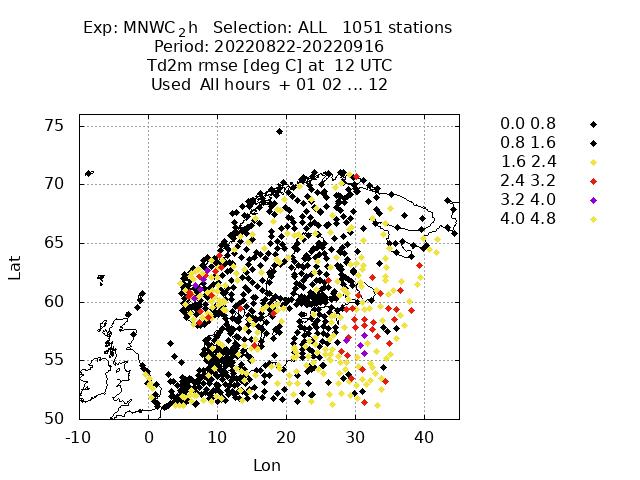 Exp: MNWC₂h Selection: ALL 1051 stations
Period: 20220822-20220916
Td2m rmse [deg C] at 12 UTC
Used All hours + 01 02 ... 12
0.0 0.8
0.8 1.6
1.6 2.4
2.4 3.2
3.2 4.0
4.0 4.8
75
70
65
60
55
50
Lat
-10 0 10 20 30 40
Lon